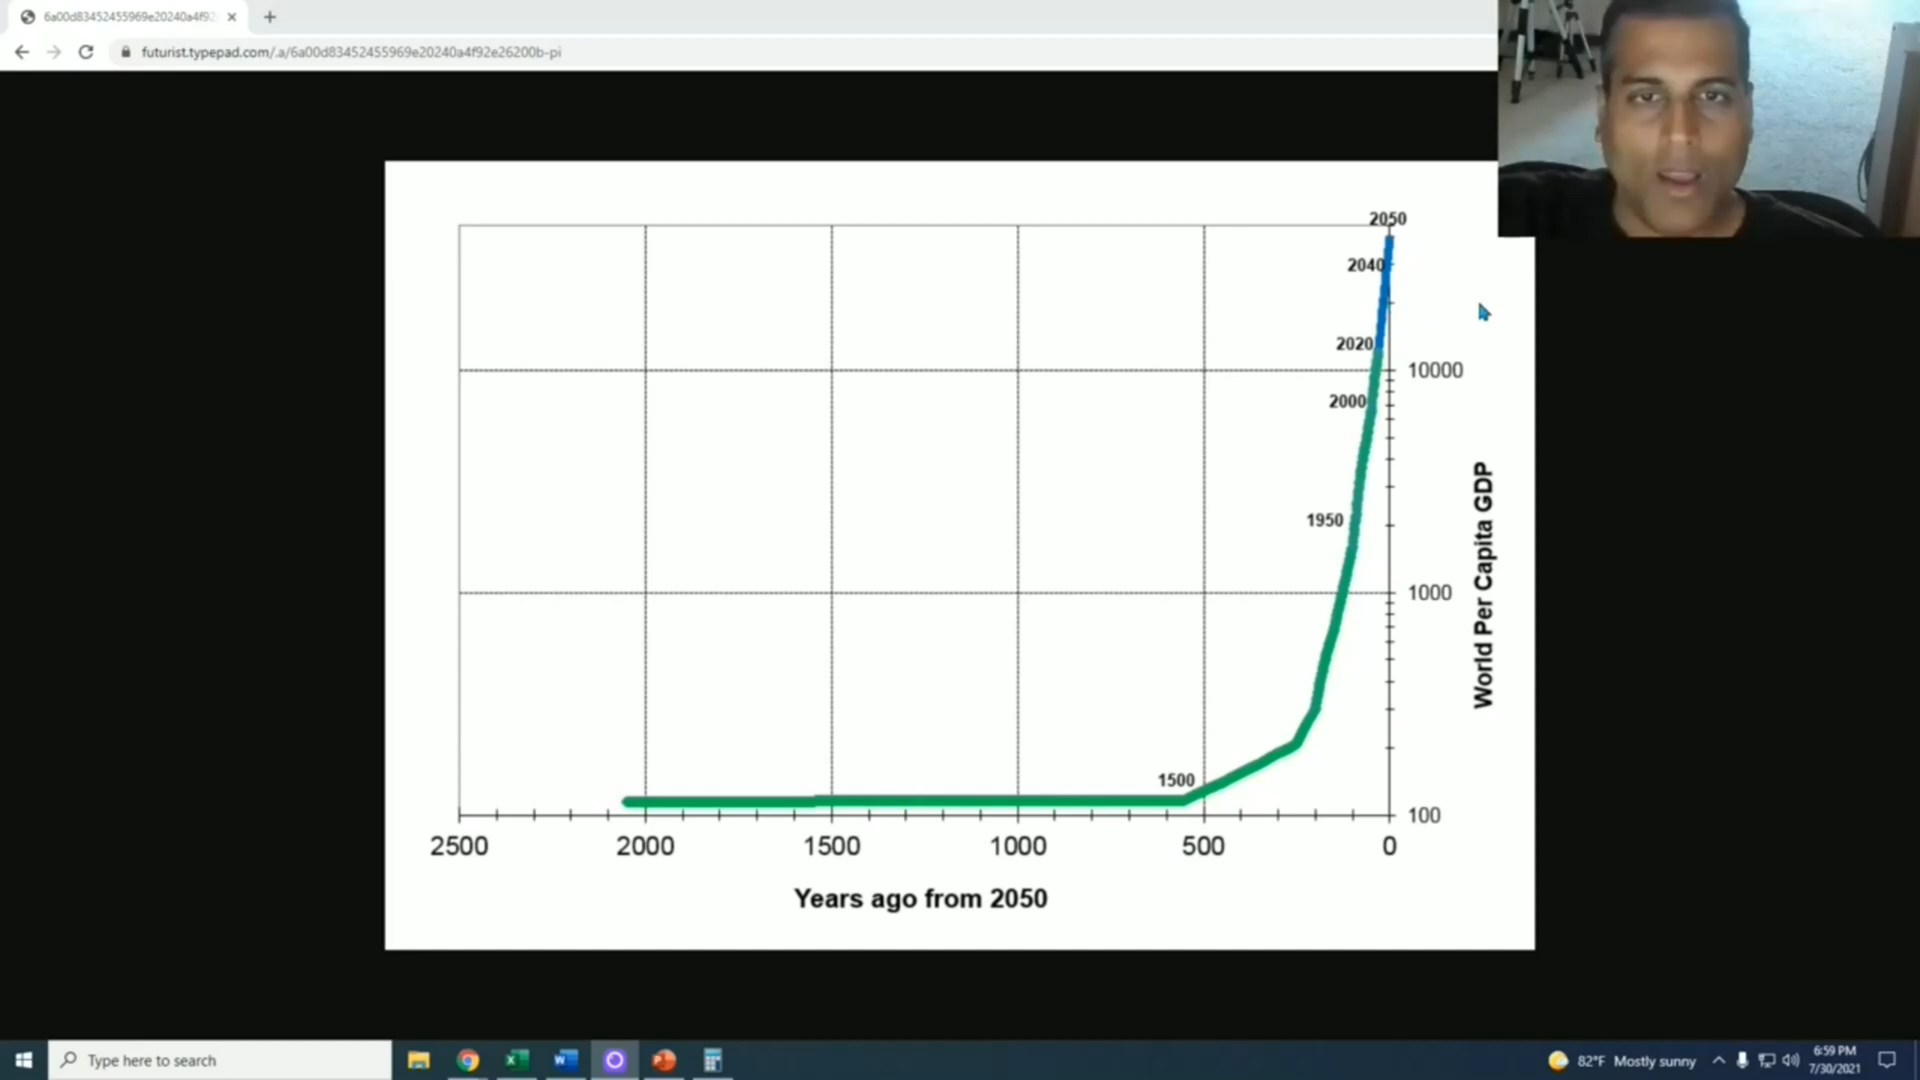 6a00d83452455969e20240a4f92
futurist.typepad.com/.a/6a00d83452455969e20240a4f92e26200b-pi
2050
2040
2020
10000
2000
1950
1000
World Per Capita GDP
1500
100
2500 2000 1500 1000 500 0
Years ago from 2050
Type here to search
82°F Mostly sunny
6:59 PM
7/30/2021